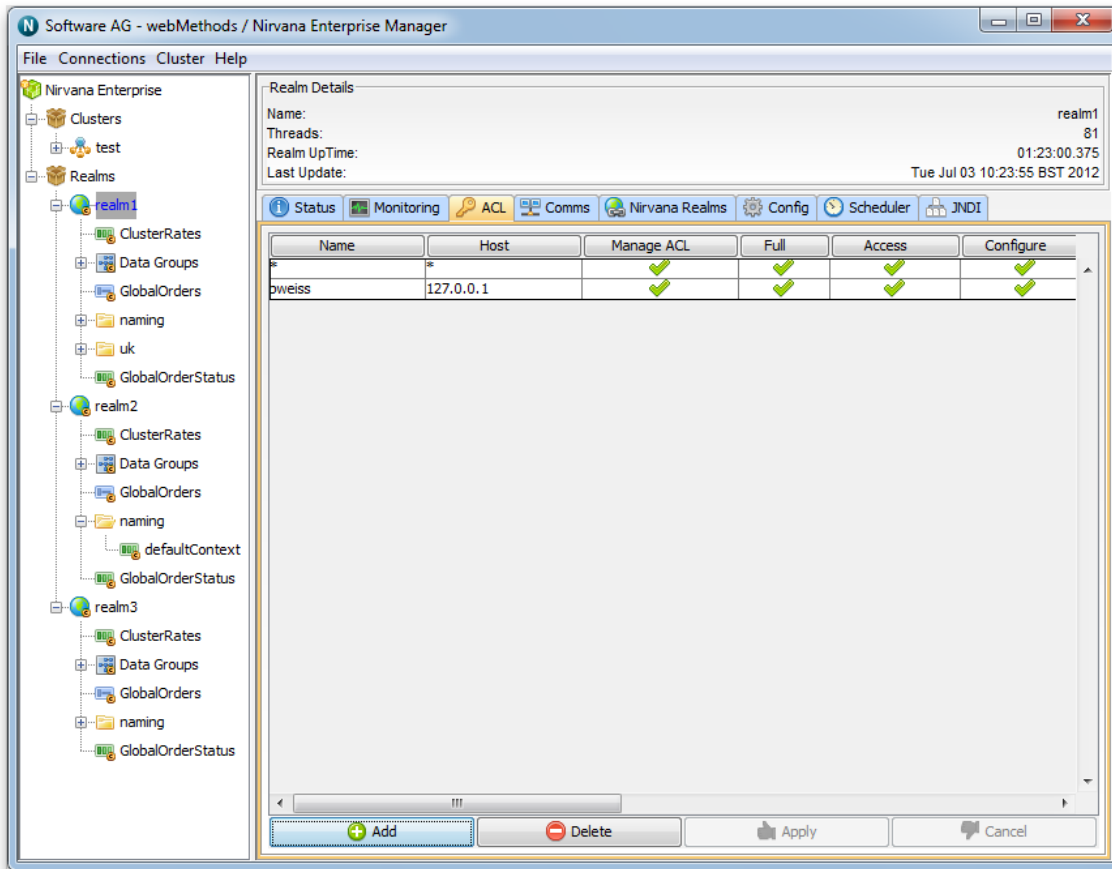 Software AG - webMethods / Nirvana Enterprise Manager
File Connections Cluster Help
Nirvana Enterprise
Clusters
test
Realms
realm1
ClusterRates
Data Groups
GlobalOrders
naming
uk
GlobalOrderStatus
realm2
ClusterRates
Data Groups
GlobalOrders
naming
defaultContext
GlobalOrderStatus
realm3
ClusterRates
Data Groups
GlobalOrders
naming
GlobalOrderStatus
Realm Details
Name: realm1
Threads: 81
Realm UpTime: 01:23:00.375
Last Update: Tue Jul 03 10:23:55 BST 2012
Status Monitoring ACL Comms Nirvana Realms Config Scheduler JNDI
Name Host Manage ACL Full Access Configure
* *
127.0.0.1
Add Delete Apply Cancel